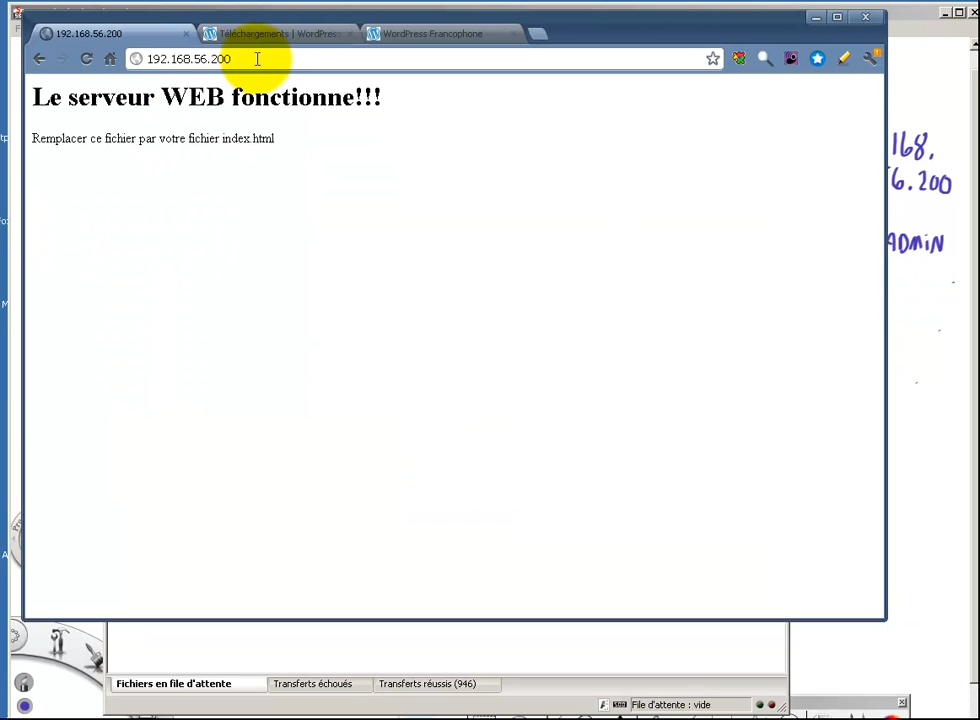 192.168.56.200
Téléchargements | WordPres
WordPress Francophone
192.168.56.200
Le serveur WEB fonctionne!!!
Remplacer ce fichier par votre fichier index.html
168.
6.200
ADMiN
Fichiers en file d'attente
Transferts échoués
Transferts réussis (946)
File d'attente : vide